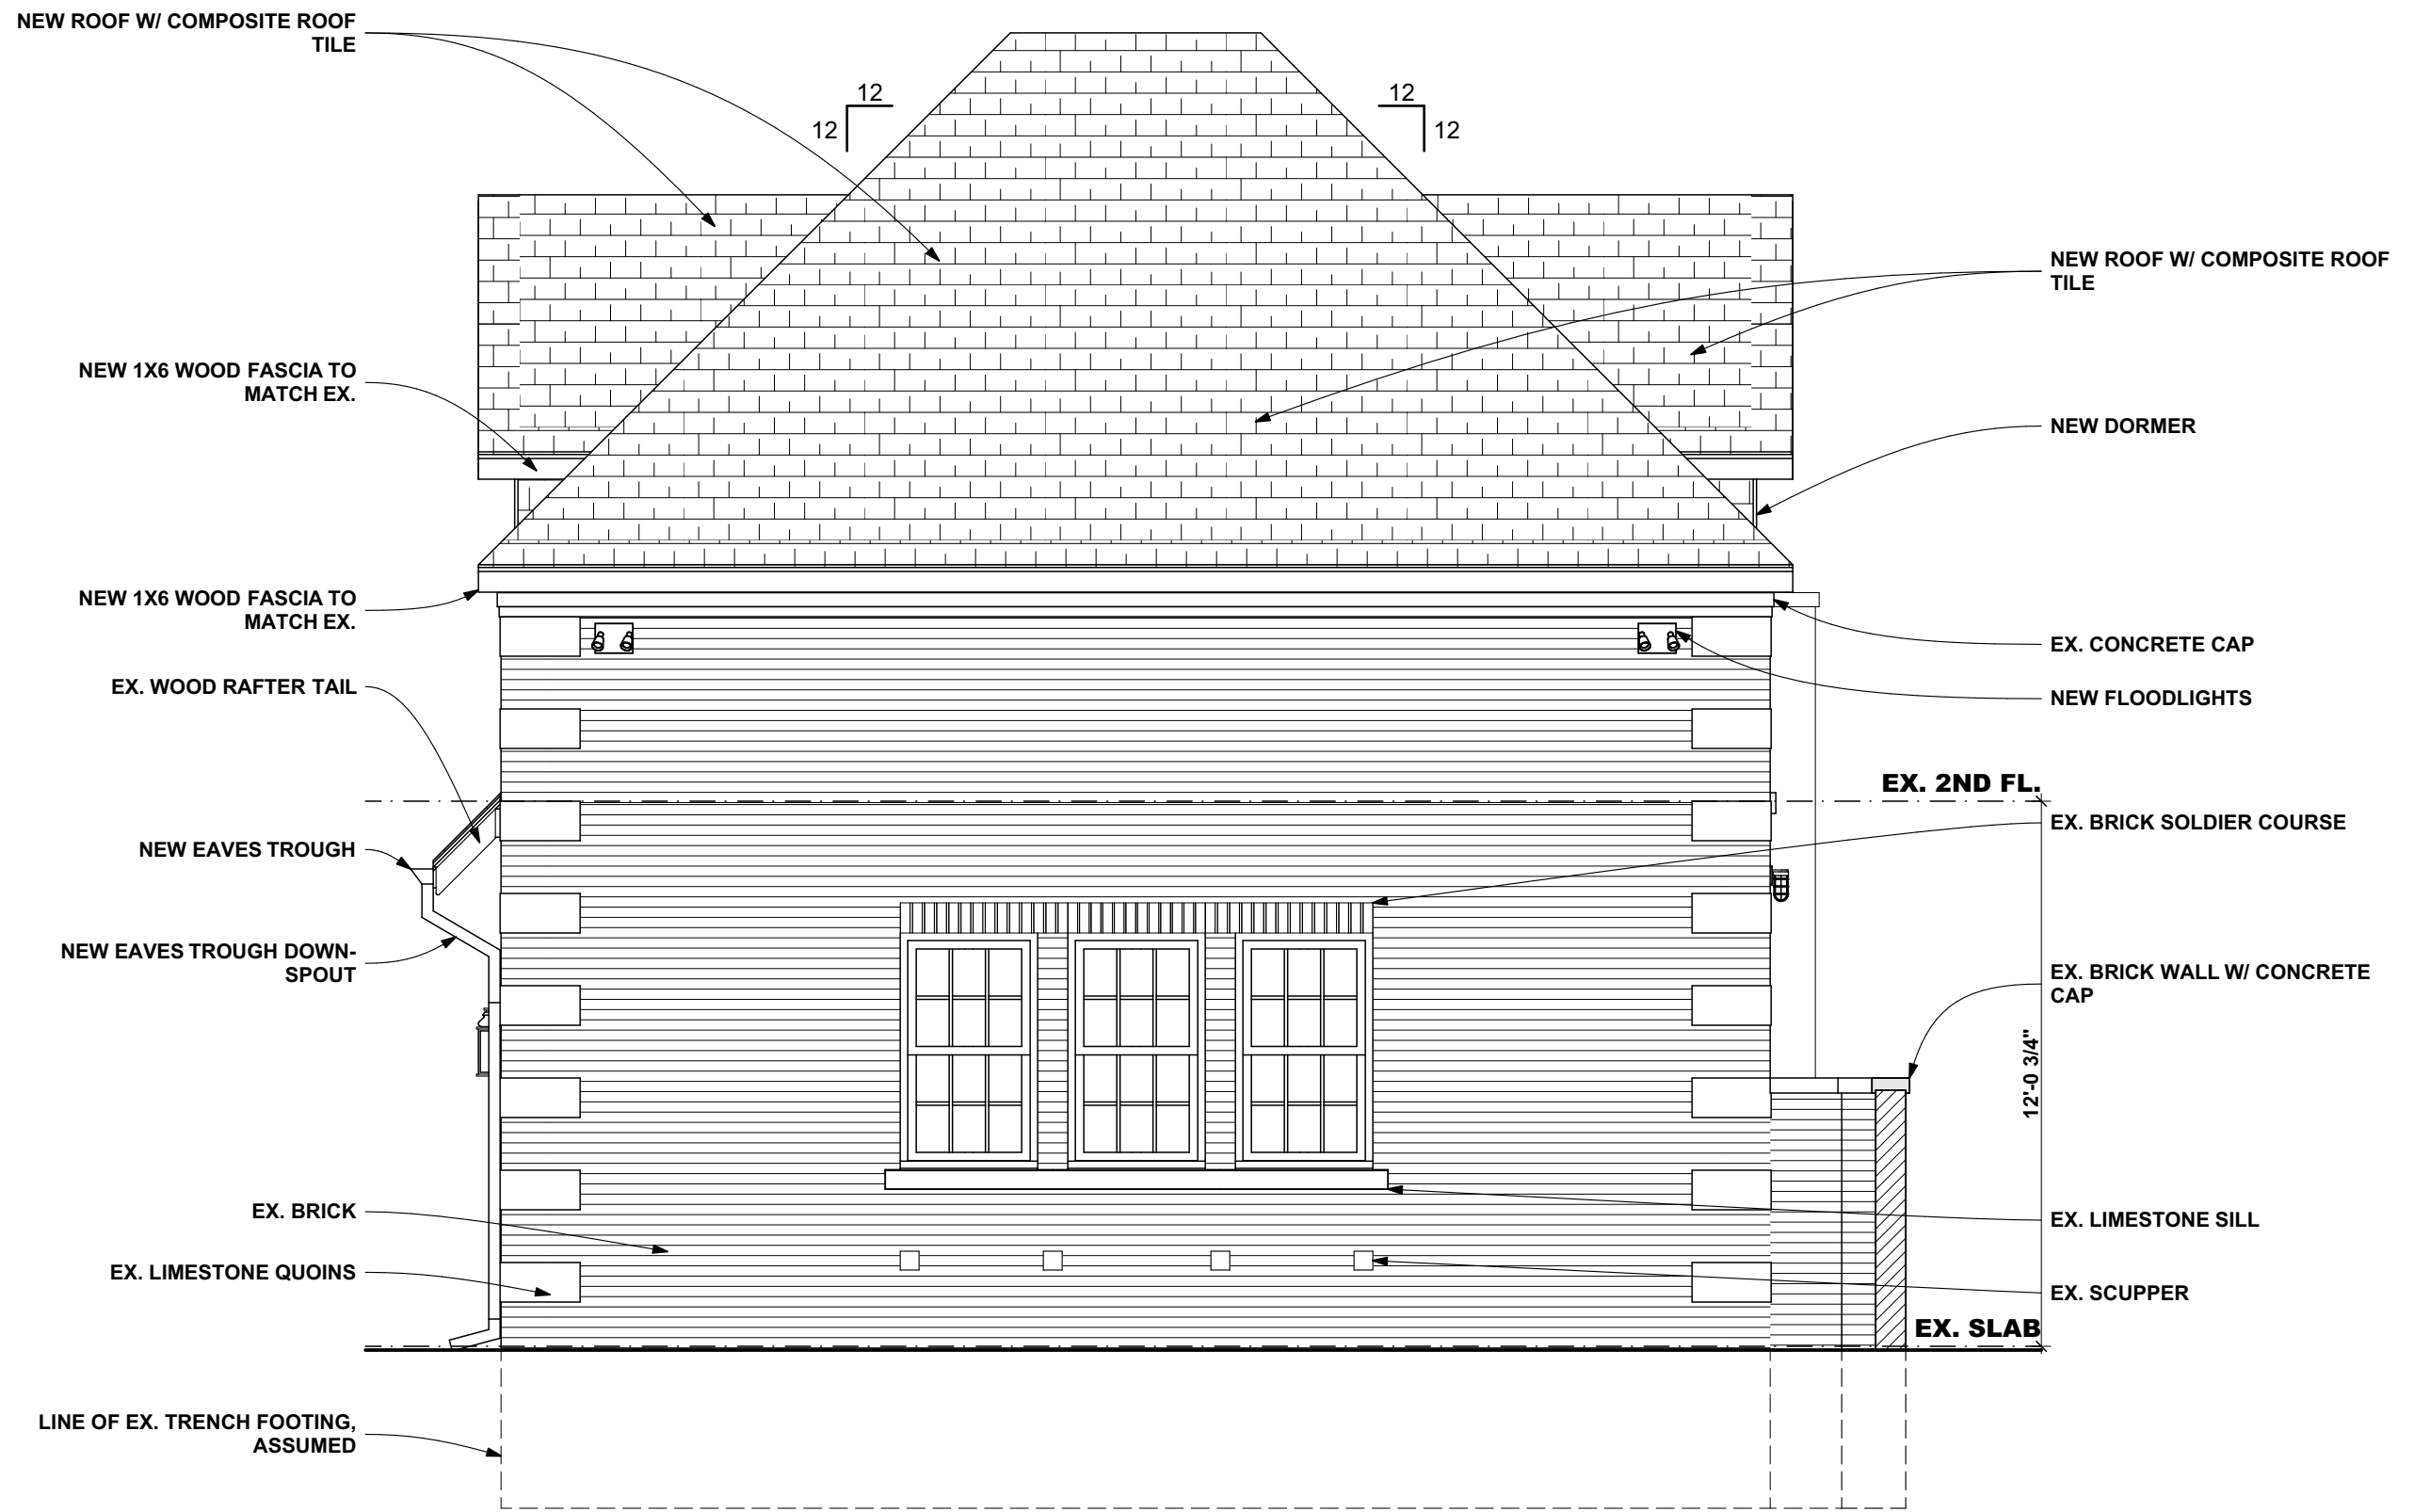 NEW ROOF W/ COMPOSITE ROOF
TILE
12
12
12
12
NEW ROOF W/ COMPOSITE ROOF
TILE
NEW 1X6 WOOD FASCIA TO
MATCH EX.
NEW DORMER
NEW 1X6 WOOD FASCIA TO
MATCH EX.
EX. CONCRETE CAP
EX. WOOD RAFTER TAIL
NEW FLOODLIGHTS
EX. 2ND FL.
EX. BRICK SOLDIER COURSE
NEW EAVES TROUGH
NEW EAVES TROUGH DOWN-
SPOUT
EX. BRICK WALL W/ CONCRETE
CAP
12'-0 3/4"
EX. BRICK
EX. LIMESTONE SILL
EX. LIMESTONE QUOINS
EX. SCUPPER
EX. SLAB
LINE OF EX. TRENCH FOOTING,
ASSUMED